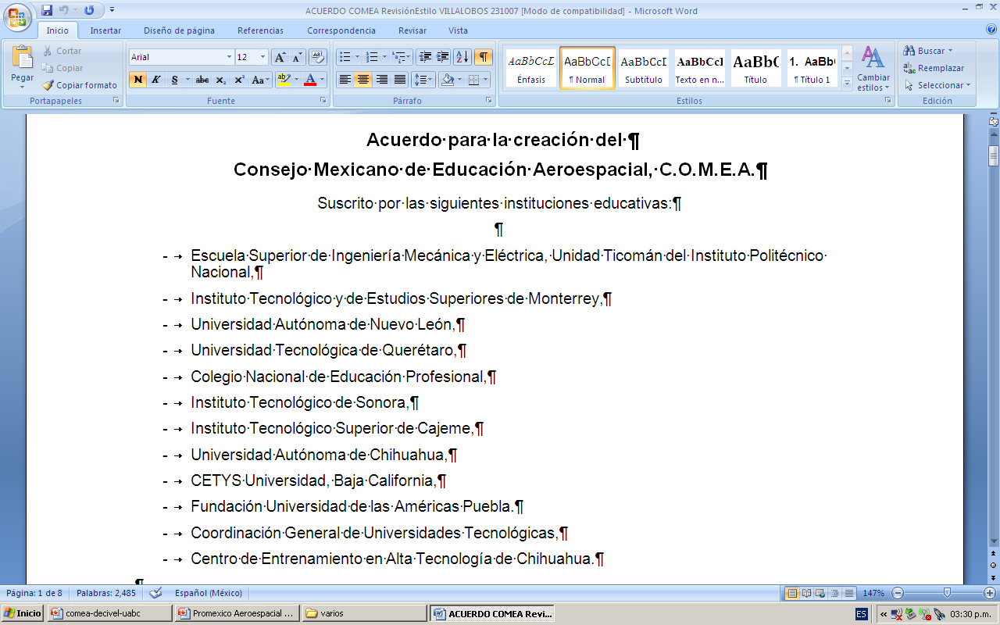 ACUERDO COMEA RevisiónEstilo VILLALOBOS 231007 [Modo de compatibilidad] - Microsoft Word
Inicio Insertar Diseño de página Referencias Correspondencia Revisar Vista
Pegar Cortar Copiar Copiar formato
Portapapeles
Arial 12
N K S abc x₂ x² Aa ab A
Fuente
Párrafo
AaBbCcD AaBbCcD AaBbCcD AaBbCcI AaBbC 1. AaBb
Énfasis ¶ Normal Subtítulo Texto en n... Título ¶ Título 1
Cambiar estilos
Estilos
Buscar
Reemplazar
Seleccionar
Edición
Acuerdo·para·la·creación·del·¶
Consejo·Mexicano·de·Educación·Aeroespacial,·C.O.M.E.A.¶
Suscrito·por·las·siguientes·instituciones·educativas:¶
¶
- → Escuela·Superior·de·Ingeniería·Mecánica·y·Eléctrica,·Unidad·Ticomán·del·Instituto·Politécnico·
Nacional,¶
- → Instituto·Tecnológico·y·de·Estudios·Superiores·de·Monterrey,¶
- → Universidad·Autónoma·de·Nuevo·León,¶
- → Universidad·Tecnológica·de·Querétaro,¶
- → Colegio·Nacional·de·Educación·Profesional,¶
- → Instituto·Tecnológico·de·Sonora,¶
- → Instituto·Tecnológico·Superior·de·Cajeme,¶
- → Universidad·Autónoma·de·Chihuahua,¶
- → CETYS·Universidad,·Baja·California,¶
- → Fundación·Universidad·de·las·Américas·Puebla.¶
- → Coordinación·General·de·Universidades·Tecnológicas,¶
- → Centro·de·Entrenamiento·en·Alta·Tecnología·de·Chihuahua.¶
¶
Página: 1 de 8 Palabras: 2,485 Español (México) 147%
Inicio comea-decivel-uabc Promexico Aeroespacial ... varios ACUERDO COMEA Revi... ES « 03:30 p.m.